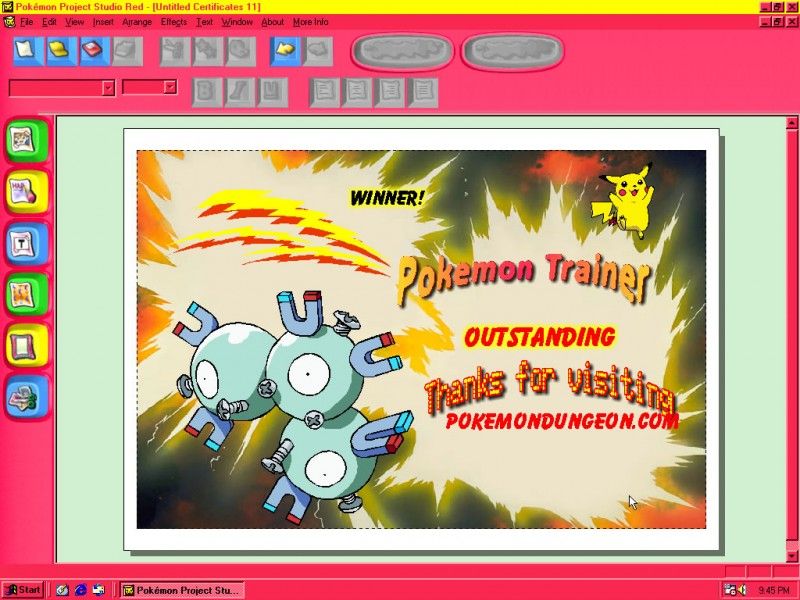 Pokémon Project Studio Red - [Untitled Certificates 11]
File Edit View Insert Arrange Effects Text Window About More Info
B I U
T
WINNER!
Pokemon Trainer
OUTSTANDING
Thanks for visiting
POKEMONDUNGEON.COM
Start Pokémon Project Stu... 9:45 PM